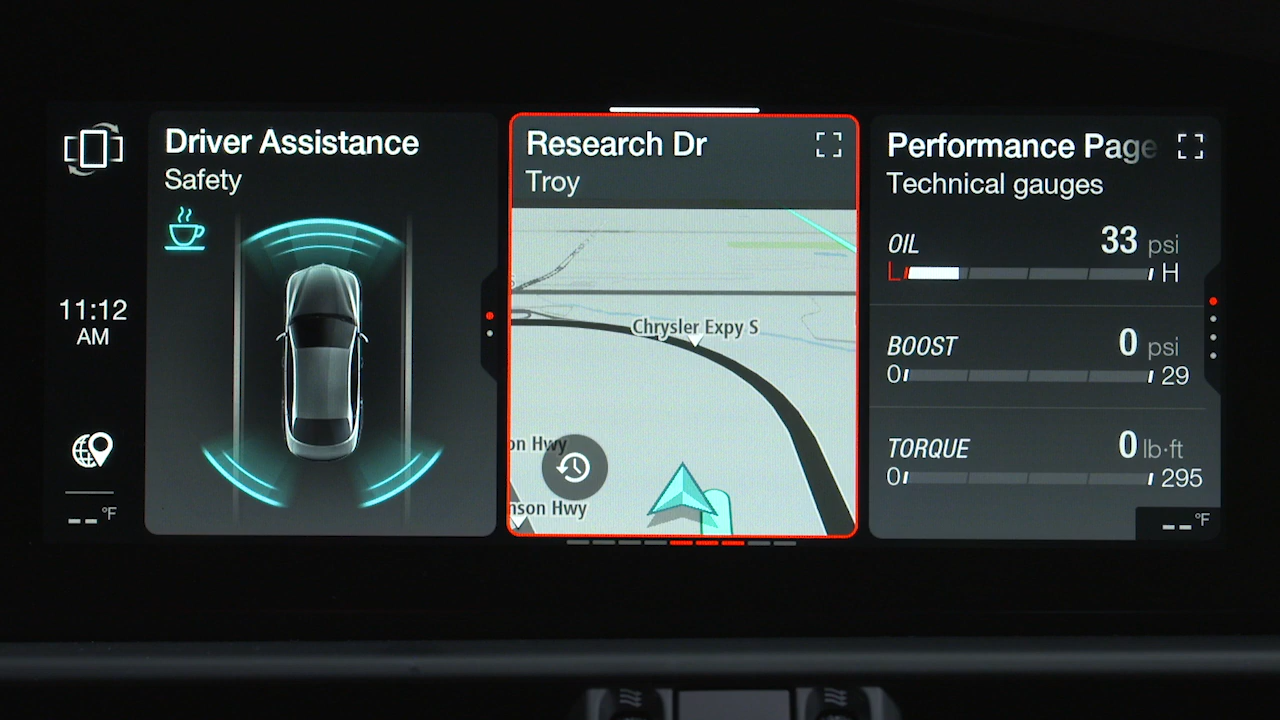 Driver Assistance
Safety
11:12
AM
-- °F
Research Dr
Troy
Chrysler Expy S
on Hwy
nson Hwy
Performance Page
Technical gauges
OIL 33 psi
L H
BOOST 0 psi
0 29
TORQUE 0 lb·ft
0 295
-- °F